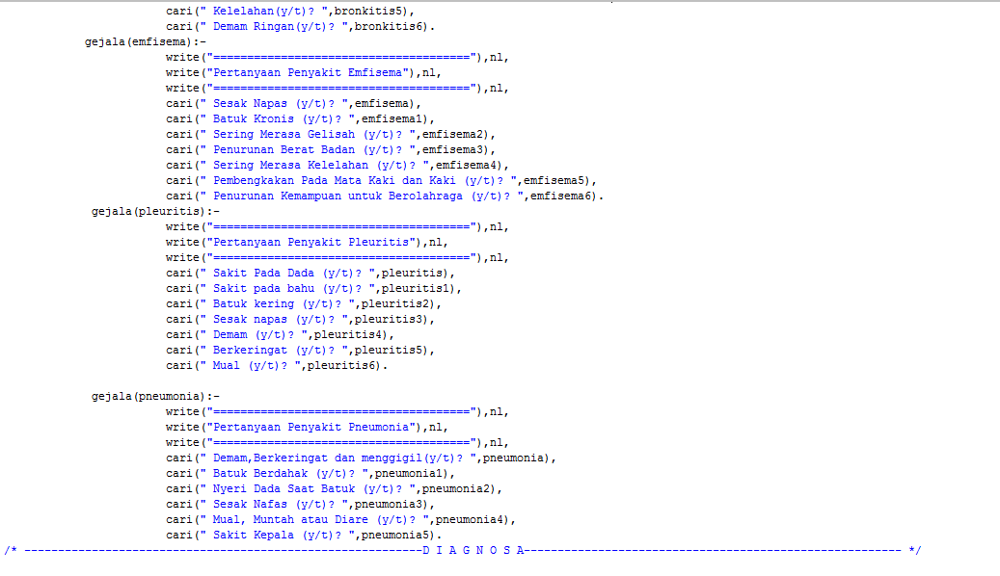 cari(" Kelelahan(y/t)? ",bronkitis5),
cari(" Demam Ringan(y/t)? ",bronkitis6).
gejala(emfisema):-
write("======================================"),nl,
write("Pertanyaan Penyakit Emfisema"),nl,
write("======================================"),nl,
cari(" Sesak Napas (y/t)? ",emfisema),
cari(" Batuk Kronis (y/t)? ",emfisema1),
cari(" Sering Merasa Gelisah (y/t)? ",emfisema2),
cari(" Penurunan Berat Badan (y/t)? ",emfisema3),
cari(" Sering Merasa Kelelahan (y/t)? ",emfisema4),
cari(" Pembengkakan Pada Mata Kaki dan Kaki (y/t)? ",emfisema5),
cari(" Penurunan Kemampuan untuk Berolahraga (y/t)? ",emfisema6).
gejala(pleuritis):-
write("======================================"),nl,
write("Pertanyaan Penyakit Pleuritis"),nl,
write("======================================"),nl,
cari(" Sakit Pada Dada (y/t)? ",pleuritis),
cari(" Sakit pada bahu (y/t)? ",pleuritis1),
cari(" Batuk kering (y/t)? ",pleuritis2),
cari(" Sesak napas (y/t)? ",pleuritis3),
cari(" Demam (y/t)? ",pleuritis4),
cari(" Berkeringat (y/t)? ",pleuritis5),
cari(" Mual (y/t)? ",pleuritis6).
gejala(pneumonia):-
write("======================================"),nl,
write("Pertanyaan Penyakit Pneumonia"),nl,
write("======================================"),nl,
cari(" Demam,Berkeringat dan menggigil(y/t)? ",pneumonia),
cari(" Batuk Berdahak (y/t)? ",pneumonia1),
cari(" Nyeri Dada Saat Batuk (y/t)? ",pneumonia2),
cari(" Sesak Nafas (y/t)? ",pneumonia3),
cari(" Mual, Muntah atau Diare (y/t)? ",pneumonia4),
cari(" Sakit Kepala (y/t)? ",pneumonia5).
/* -----------------------------------------------------------D I A G N O S A-------------------------------------------------------- */